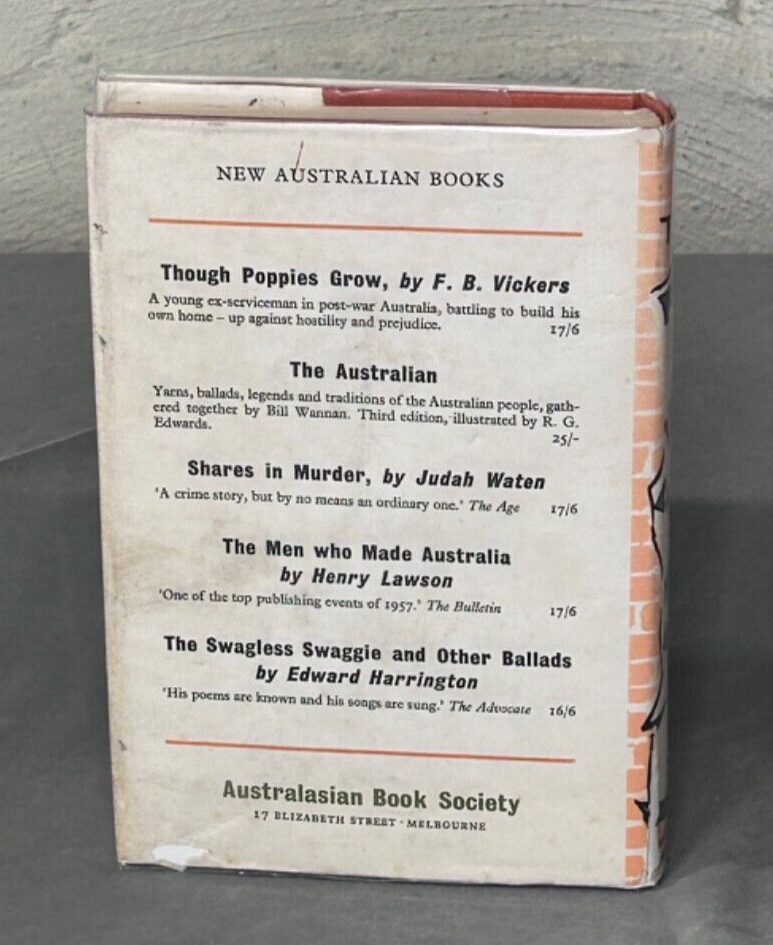 NEW AUSTRALIAN BOOKS
Though Poppies Grow, by F. B. Vickers
A young ex-serviceman in post-war Australia, battling to build his
own home – up against hostility and prejudice. 17/6
The Australian
Yarns, ballads, legends and traditions of the Australian people, gath-
ered together by Bill Wannan. Third edition, illustrated by R. G.
Edwards.
25/-
Shares in Murder, by Judah Waten
'A crime story, but by no means an ordinary one.' The Age 17/6
The Men who Made Australia
by Henry Lawson
'One of the top publishing events of 1957.' The Bulletin 17/6
The Swagless Swaggie and Other Ballads
by Edward Harrington
'His poems are known and his songs are sung.' The Advocate 16/6
Australasian Book Society
17 ELIZABETH STREET · MELBOURNE